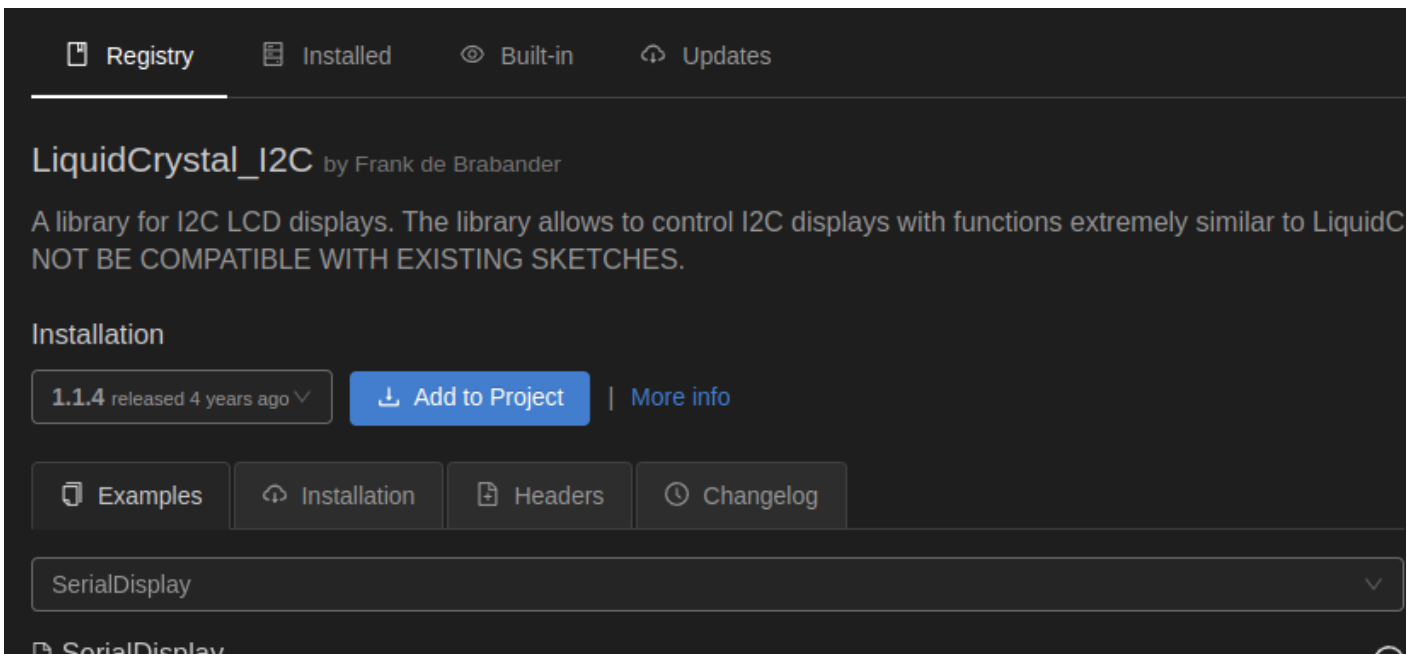 Registry Installed Built-in Updates
LiquidCrystal_I2C by Frank de Brabander
A library for I2C LCD displays. The library allows to control I2C displays with functions extremely similar to LiquidC
NOT BE COMPATIBLE WITH EXISTING SKETCHES.
Installation
1.1.4 released 4 years ago Add to Project | More info
Examples Installation Headers Changelog
SerialDisplay
SerialDisplay